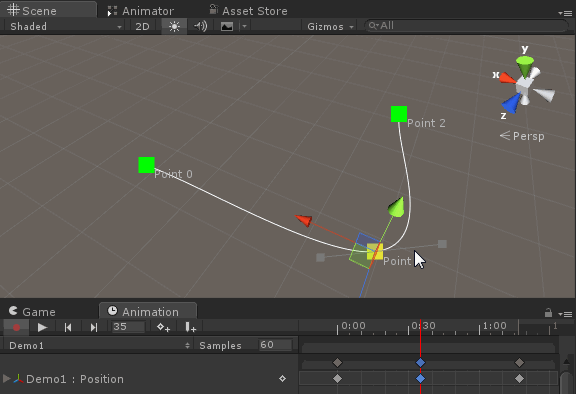 Scene Animator Asset Store
Shaded 2D Gizmos All
y
x
z
Persp
Point 2
Point 0
Point
Game Animation
35 0:00 0:30 1:00 1
Demo1 Samples 60
Demo1 : Position